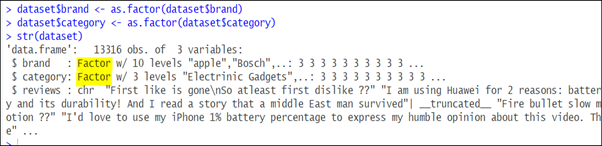 > dataset$brand <- as.factor(dataset$brand)
> dataset$category <- as.factor(dataset$category)
> str(dataset)
'data.frame':   13316 obs. of  3 variables:
 $ brand   : Factor w/ 10 levels "apple","Bosch",..: 3 3 3 3 3 3 3 3 3 3 ...
 $ category: Factor w/ 3 levels "Electrinic Gadgets",..: 3 3 3 3 3 3 3 3 3 3 ...
 $ reviews : chr  "First like is gone\nSo atleast first dislike ??" "I am using Huawei for 2 reasons: batter
y and its durability! And I read a story that a middle East man survived"| __truncated__ "Fire bullet slow m
otion ??" "I'd love to use my iPhone 1% battery percentage to express my humble opinion about this video. Th
e" ...
>